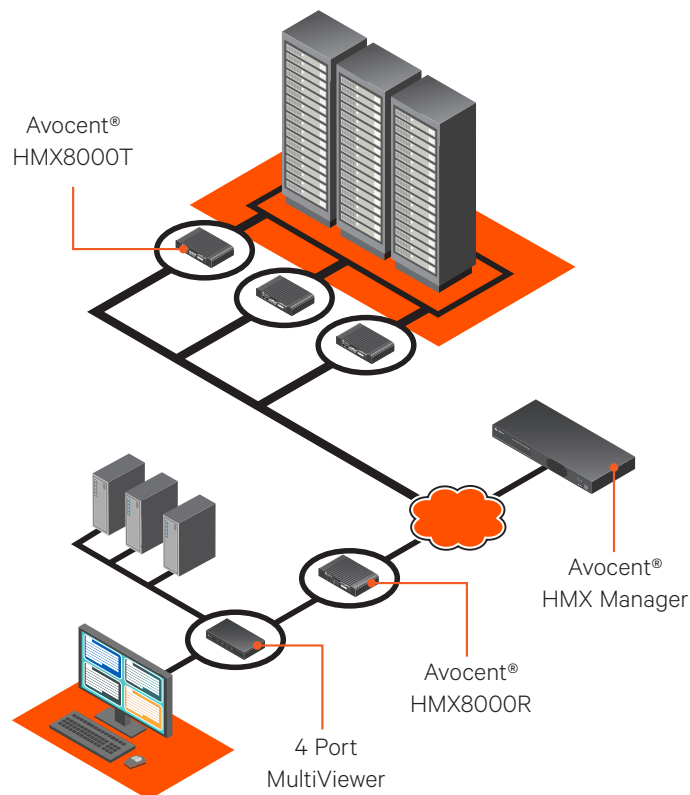 Avocent®
HMX8000T
Avocent®
HMX Manager
Avocent®
HMX8000R
4 Port
MultiViewer